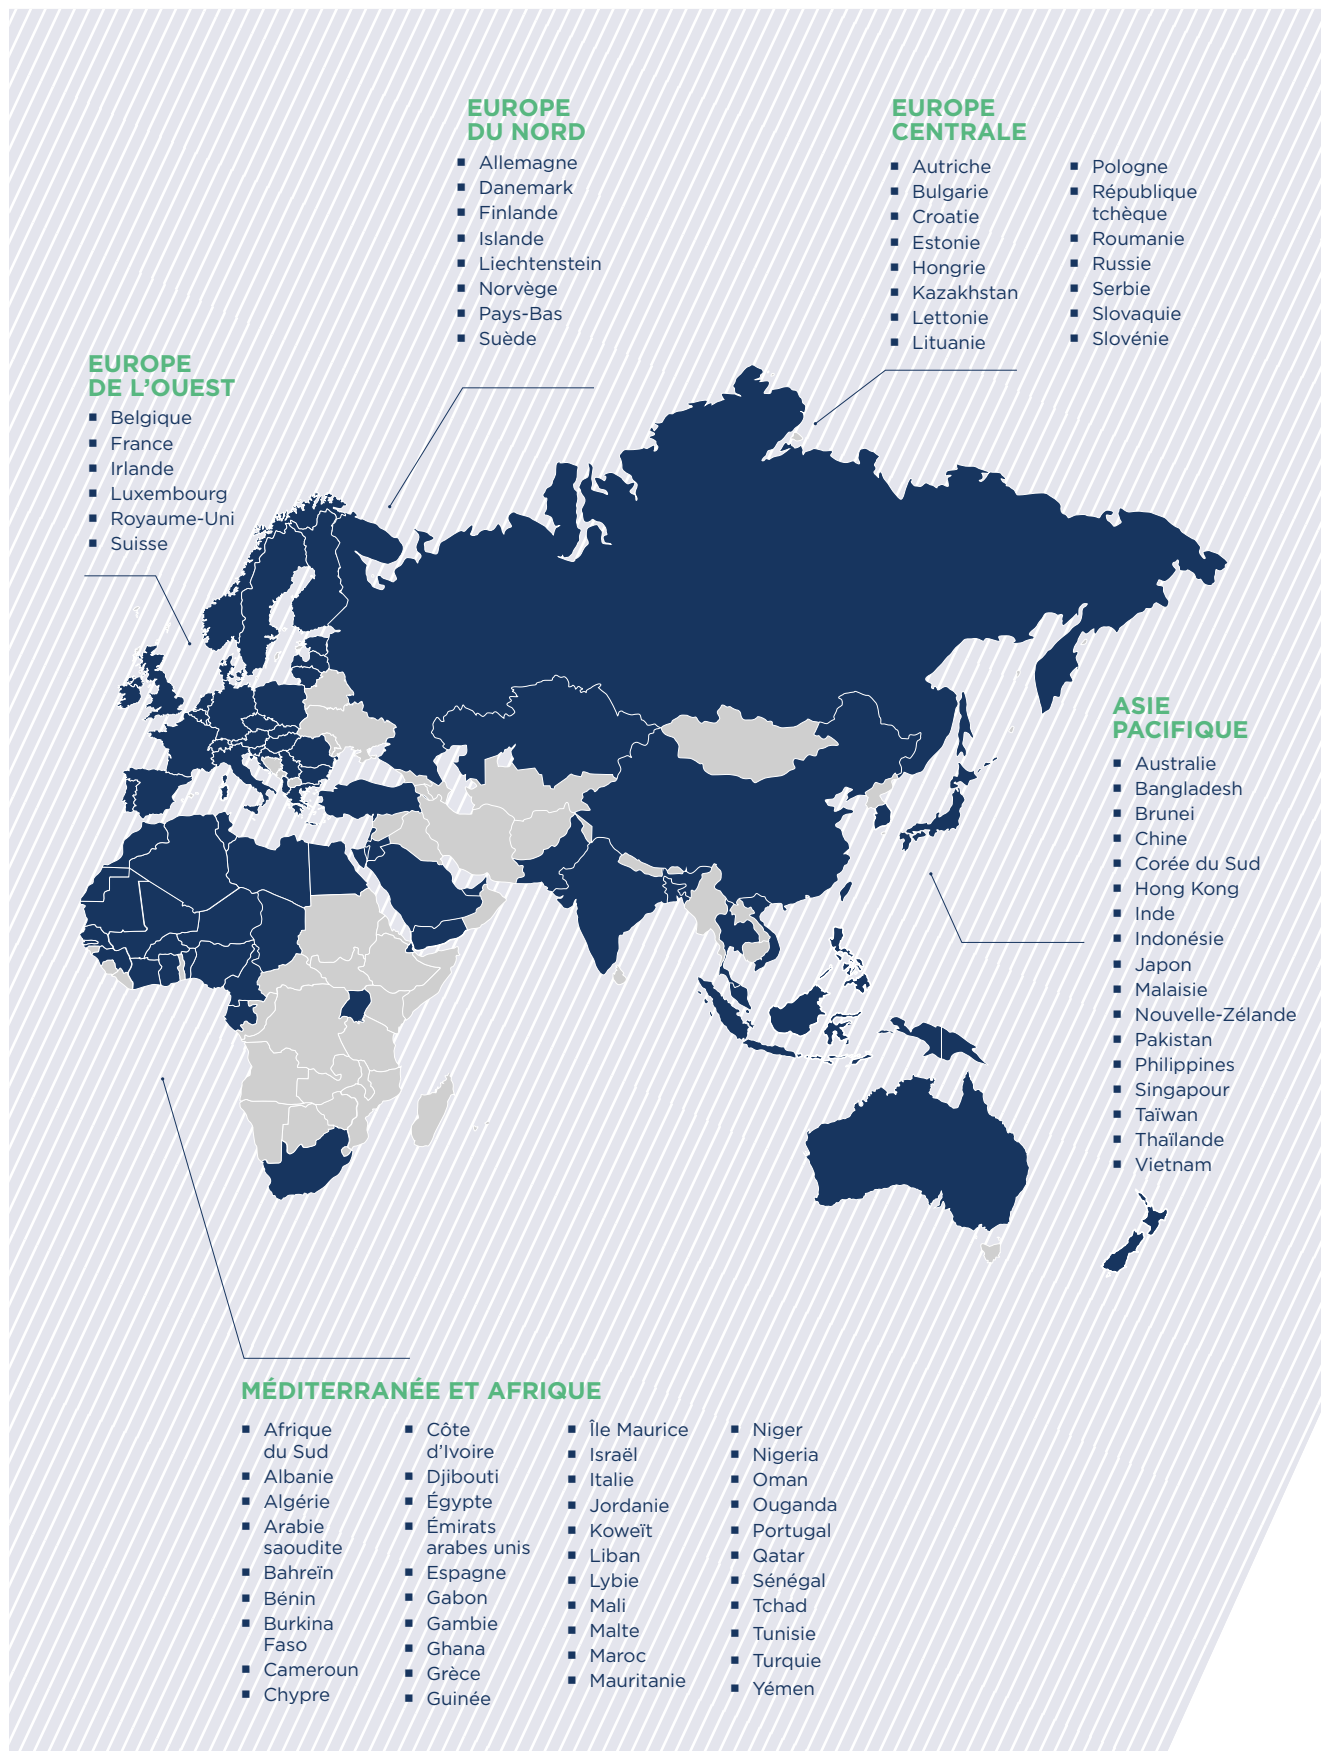 EUROPE
DU NORD
Allemagne
Danemark
Finlande
Islande
Liechtenstein
Norvège
Pays-Bas
Suède
EUROPE
CENTRALE
Autriche
Bulgarie
Croatie
Estonie
Hongrie
Kazakhstan
Lettonie
Lituanie
Pologne
République
tchèque
Roumanie
Russie
Serbie
Slovaquie
Slovénie
EUROPE
DE L’OUEST
Belgique
France
Irlande
Luxembourg
Royaume-Uni
Suisse
ASIE
PACIFIQUE
Australie
Bangladesh
Brunei
Chine
Corée du Sud
Hong Kong
Inde
Indonésie
Japon
Malaisie
Nouvelle-Zélande
Pakistan
Philippines
Singapour
Taïwan
Thaïlande
Vietnam
MÉDITERRANÉE ET AFRIQUE
Afrique
du Sud
Albanie
Algérie
Arabie
saoudite
Bahreïn
Bénin
Burkina
Faso
Cameroun
Chypre
Côte
d’Ivoire
Djibouti
Égypte
Émirats
arabes unis
Espagne
Gabon
Gambie
Ghana
Grèce
Guinée
Île Maurice
Israël
Italie
Jordanie
Koweït
Liban
Lybie
Mali
Malte
Maroc
Mauritanie
Niger
Nigeria
Oman
Ouganda
Portugal
Qatar
Sénégal
Tchad
Tunisie
Turquie
Yémen